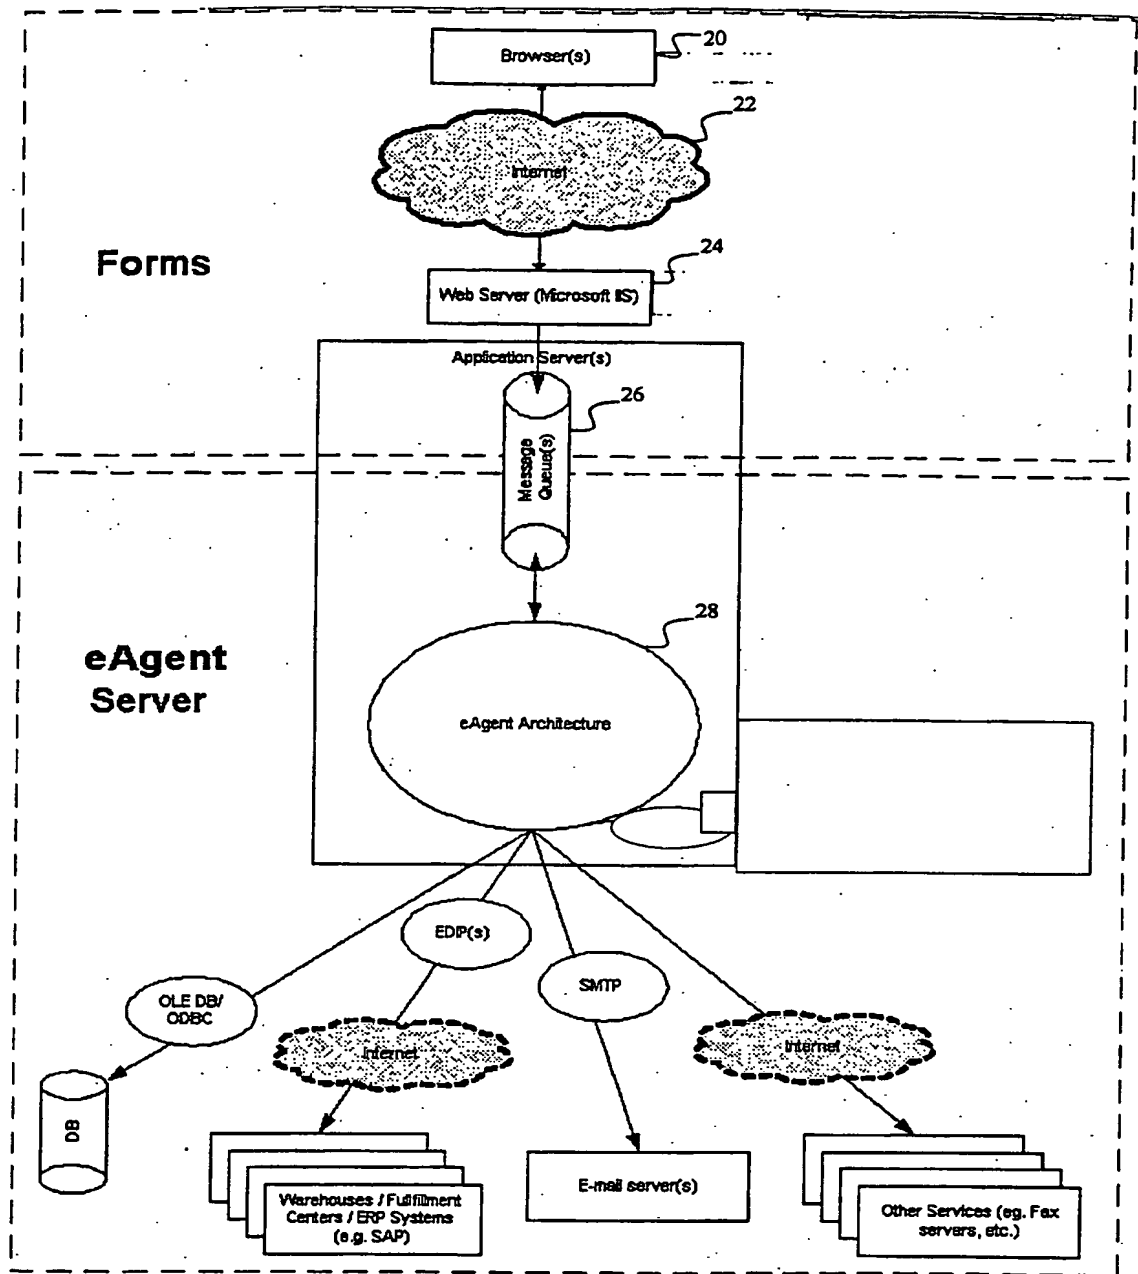 Browser(s)
20
22
Internet
Forms
24
Web Server (Microsoft IIS)
Application Server(s)
26
Message
Queue(s)
28
eAgent
Server
eAgent Architecture
EDIP(s)
SMTP
OLE DB/
ODBC
Internet
Internet
DB
Warehouses / Fullfillment
Centers / ERP Systems
(e.g. SAP)
E-mail server(s)
Other Services (eg. Fax
servers, etc.)